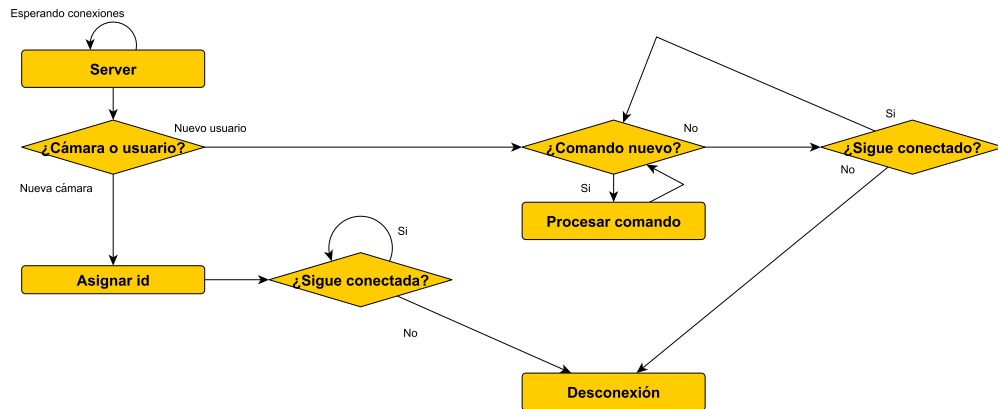 Esperando conexiones
Server
¿Cámara o usuario?
Nuevo usuario
¿Comando nuevo?
No
Si
¿Sigue conectado?
No
Nueva cámara
Si
Procesar comando
Asignar id
¿Sigue conectada?
Si
No
Desconexión